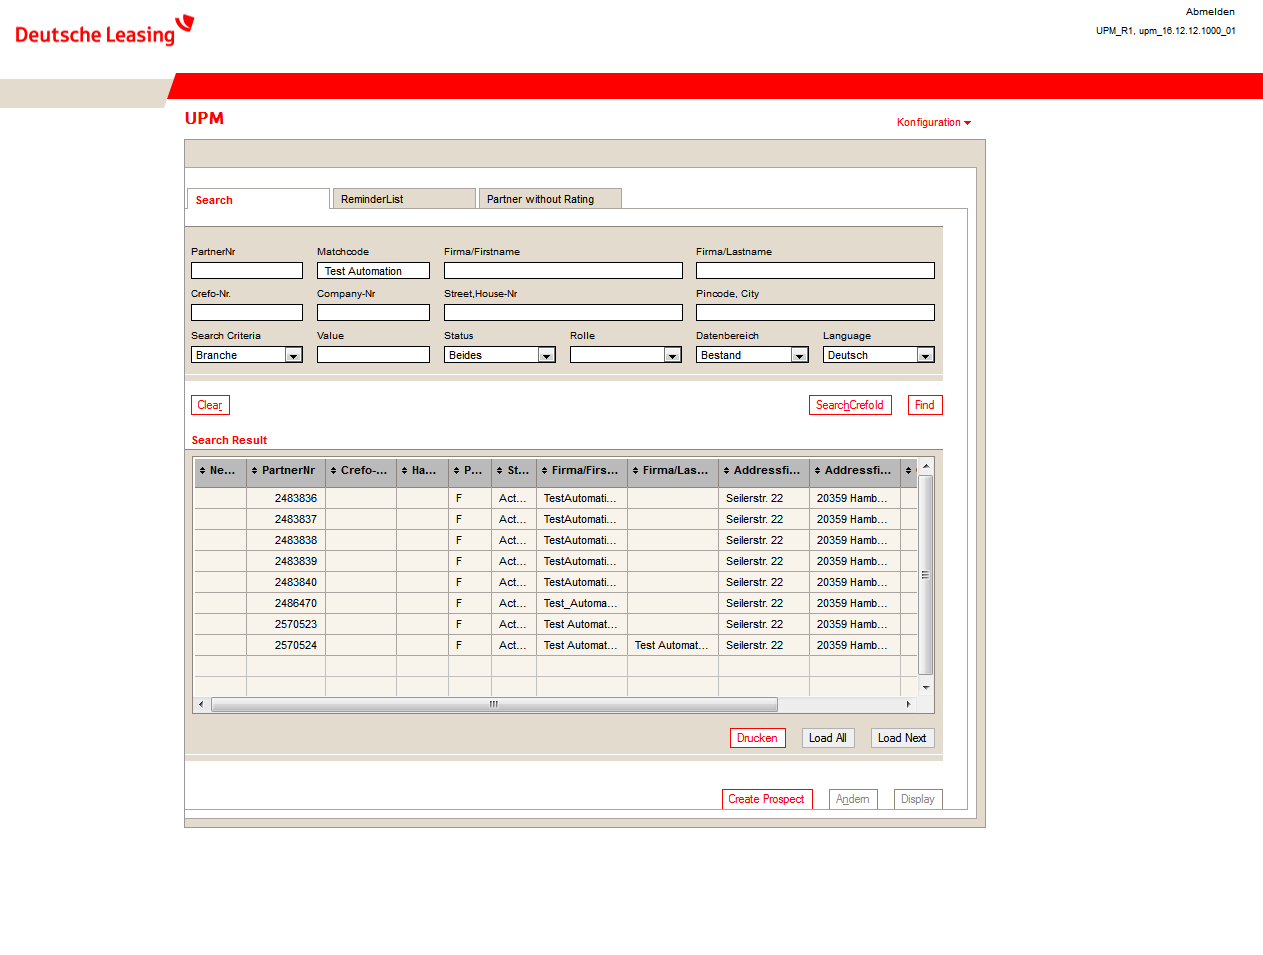 Abmelden
Deutsche Leasing
UPM_R1, upm_16.12.12.1000_01
UPM
Konfiguration
Search ReminderList Partner without Rating
PartnerNr Matchcode Firma/Firstname Firma/Lastname
Test Automation
Crefo-Nr. Company-Nr Street,House-Nr Pincode, City
Search Criteria Value Status Rolle Datenbereich Language
Branche Beides Bestand Deutsch
Clear SearchCrefoId Find
Search Result
Ne... PartnerNr Crefo-... Ha... P... St... Firma/Firs... Firma/Las... Addressfi... Addressfi...
2483836 F Act... TestAutomati... Seilerstr. 22 20359 Hamb...
2483837 F Act... TestAutomati... Seilerstr. 22 20359 Hamb...
2483838 F Act... TestAutomati... Seilerstr. 22 20359 Hamb...
2483839 F Act... TestAutomati... Seilerstr. 22 20359 Hamb...
2483840 F Act... TestAutomati... Seilerstr. 22 20359 Hamb...
2486470 F Act... Test_Automa... Seilerstr. 22 20359 Hamb...
2570523 F Act... Test Automat... Seilerstr. 22 20359 Hamb...
2570524 F Act... Test Automat... Test Automat... Seilerstr. 22 20359 Hamb...
Drucken Load All Load Next
Create Prospect Andern Display